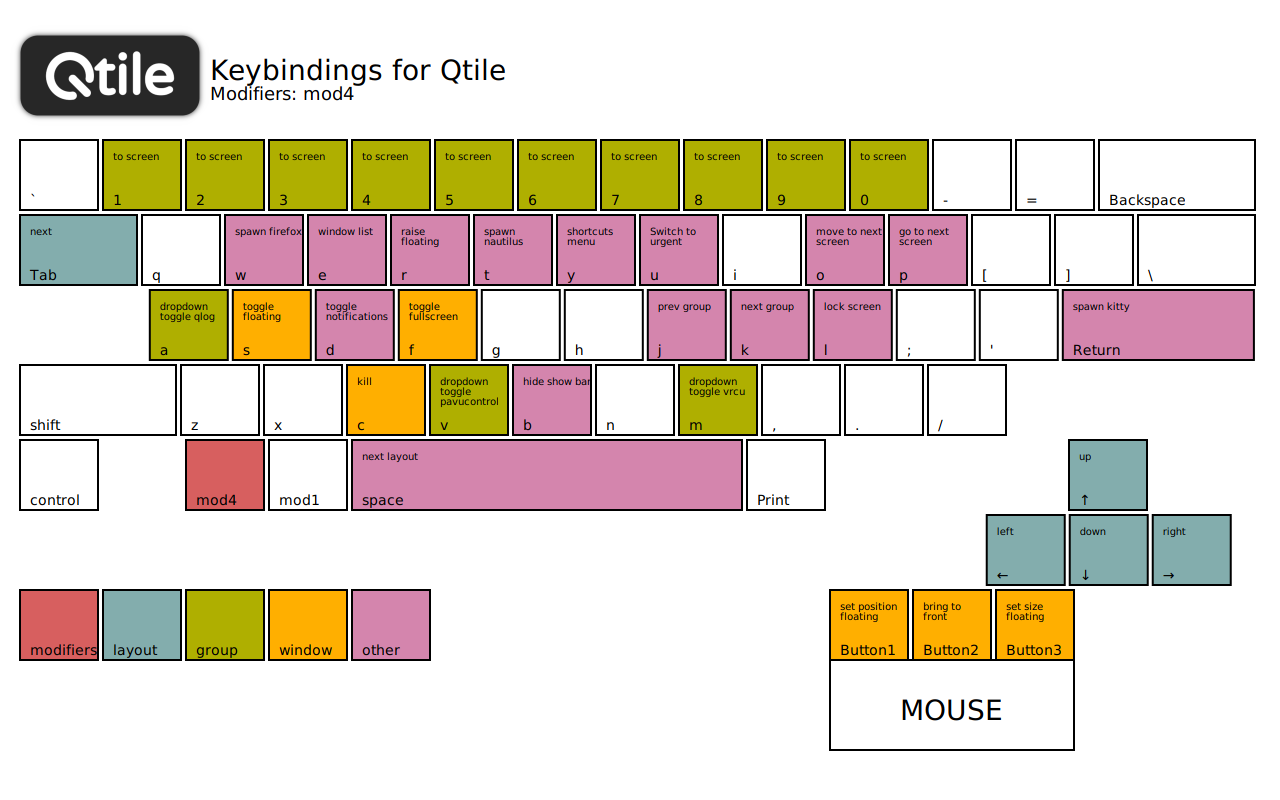 Qtile
Keybindings for Qtile
Modifiers: mod4
to screen to screen to screen to screen to screen to screen to screen to screen to screen to screen
` 1 2 3 4 5 6 7 8 9 0 - = Backspace
next spawn firefox window list raise floating spawn nautilus shortcuts menu Switch to urgent move to next screen go to next screen
Tab q w e r t y u i o p [ ] \
dropdown toggle qlog toggle floating toggle notifications toggle fullscreen prev group next group lock screen spawn kitty
a s d f g h j k l ; ' Return
kill dropdown toggle pavucontrol hide show bar dropdown toggle vrcu
shift z x c v b n m , . /
next layout up
control mod4 mod1 space Print ↑
left down right
← ↓ →
set position floating bring to front set size floating
modifiers layout group window other Button1 Button2 Button3
MOUSE